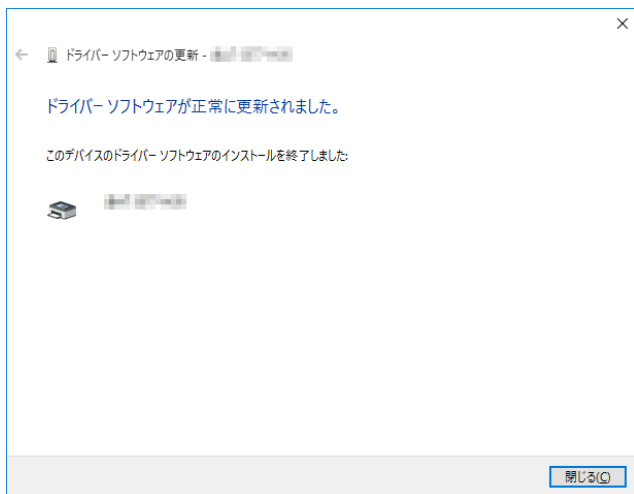 ドライバー ソフトウェアの更新 -
ドライバー ソフトウェアが正常に更新されました。
このデバイスのドライバー ソフトウェアのインストールを終了しました:
閉じる(C)